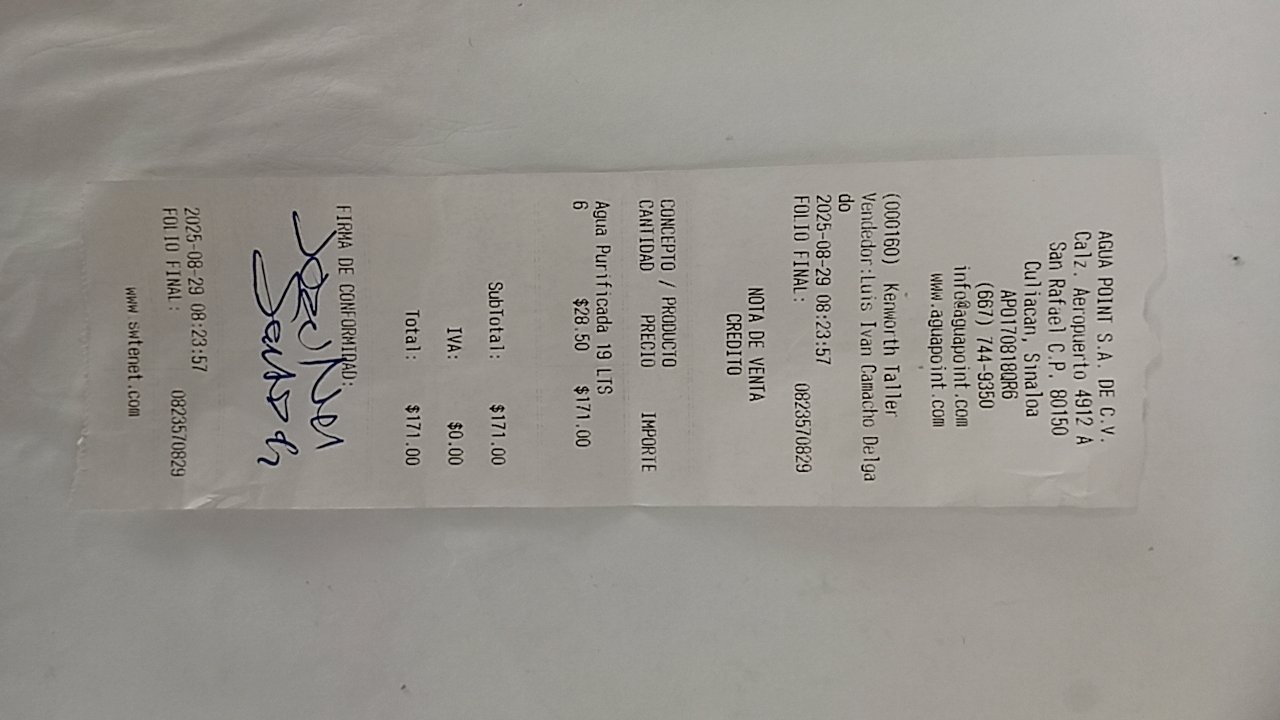 AGUA POINT S.A. DE C.V.
Calz. Aeropuerto 4912 A
San Rafael C.P. 80150
Culiacan, Sinaloa
APO170818QR6
(667) 744-9350
info@aguapoint.com
www.aguapoint.com
(000160) Kenworth Taller
Vendedor:Luis Ivan Camacho Delga
do
2025-08-29 08:23:57
FOLIO FINAL: 0823570829
NOTA DE VENTA
CREDITO
CONCEPTO / PRODUCTO
CANTIDAD PRECIO IMPORTE
Agua Purificada 19 LTS
6 $28.50 $171.00
SubTotal: $171.00
IVA: $0.00
Total: $171.00
FIRMA DE CONFORMIDAD:
2025-08-29 08:23:57
FOLIO FINAL: 0823570829
www.swtenet.com